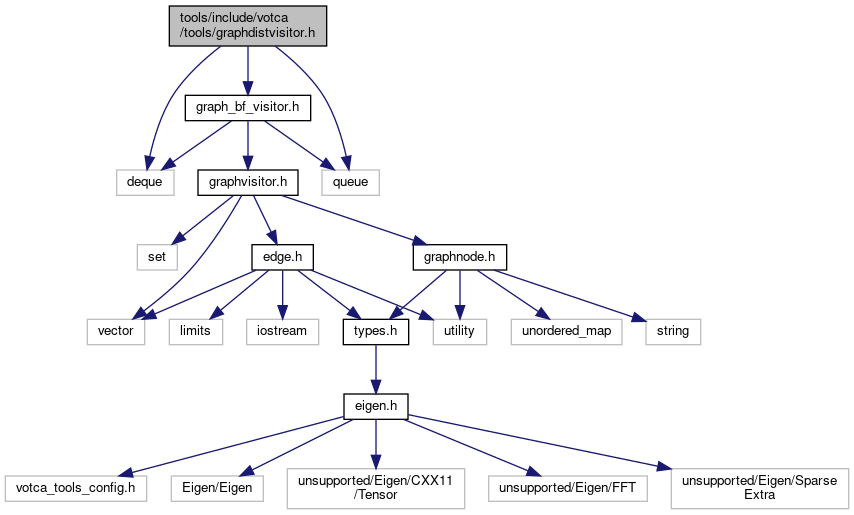 tools/include/votca
/tools/graphdistvisitor.h
graph_bf_visitor.h
deque
graphvisitor.h
queue
set
edge.h
graphnode.h
vector
limits
iostream
types.h
utility
unordered_map
string
eigen.h
votca_tools_config.h
Eigen/Eigen
unsupported/Eigen/CXX11
/Tensor
unsupported/Eigen/FFT
unsupported/Eigen/Sparse
Extra